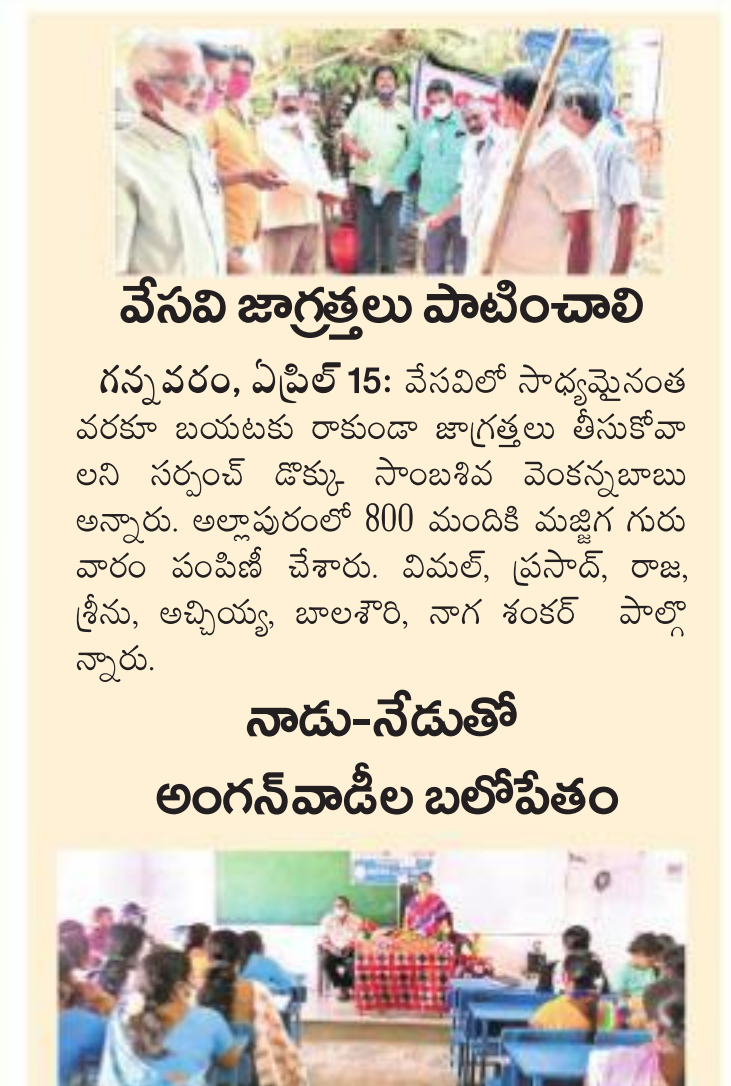 వేసవి జాగ్రత్తలు పాటించాలి
గన్నవరం, ఏప్రిల్ 15: వేసవిలో సాధ్యమైనంత
వరకూ బయటకు రాకుండా జాగ్రత్తలు తీసుకోవా
లని సర్పంచ్ డొక్కు సాంబశివ వెంకన్నబాబు
అన్నారు. అల్లాపురంలో 800 మందికి మజ్జిగ గురు
వారం పంపిణీ చేశారు. విమల్, ప్రసాద్, రాజ,
శ్రీను, అచ్చియ్య, బాలశౌరి, నాగ శంకర్ పాల్గొ
న్నారు.
నాడు-నేడుతో
అంగన్‌వాడీల బలోపేతం